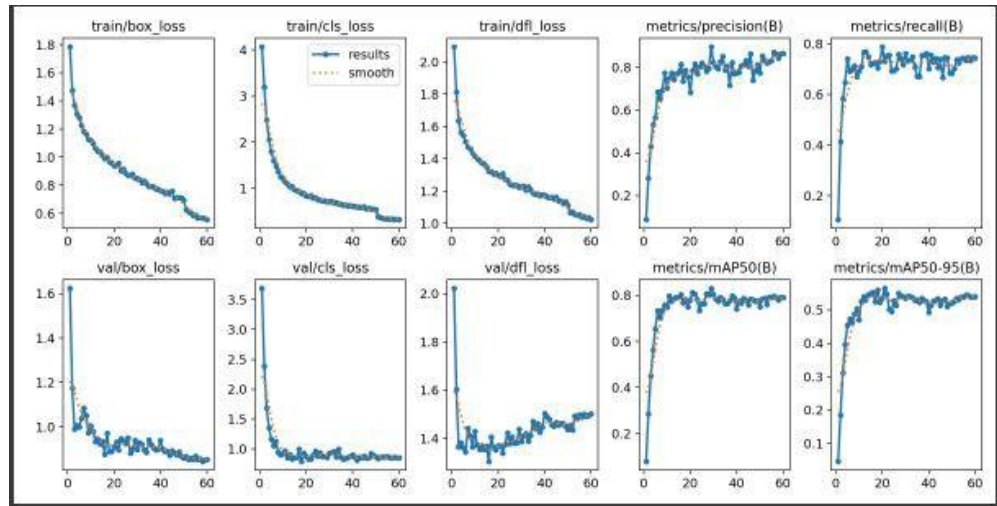 train/box_loss
1.8
1.6
1.4
1.2
1.0
0.8
0.6
0 20 40 60
train/cls_loss
results
smooth
4
3
2
1
0 20 40 60
train/dfl_loss
2.0
1.8
1.6
1.4
1.2
1.0
0 20 40 60
metrics/precision(B)
0.8
0.6
0.4
0.2
0 20 40 60
metrics/recall(B)
0.8
0.6
0.4
0.2
0 20 40 60
val/box_loss
1.6
1.4
1.2
1.0
0 20 40 60
val/cls_loss
3.5
3.0
2.5
2.0
1.5
1.0
0 20 40 60
val/dfl_loss
2.0
1.8
1.6
1.4
0 20 40 60
metrics/mAP50(B)
0.8
0.6
0.4
0.2
0 20 40 60
metrics/mAP50-95(B)
0.5
0.4
0.3
0.2
0.1
0 20 40 60